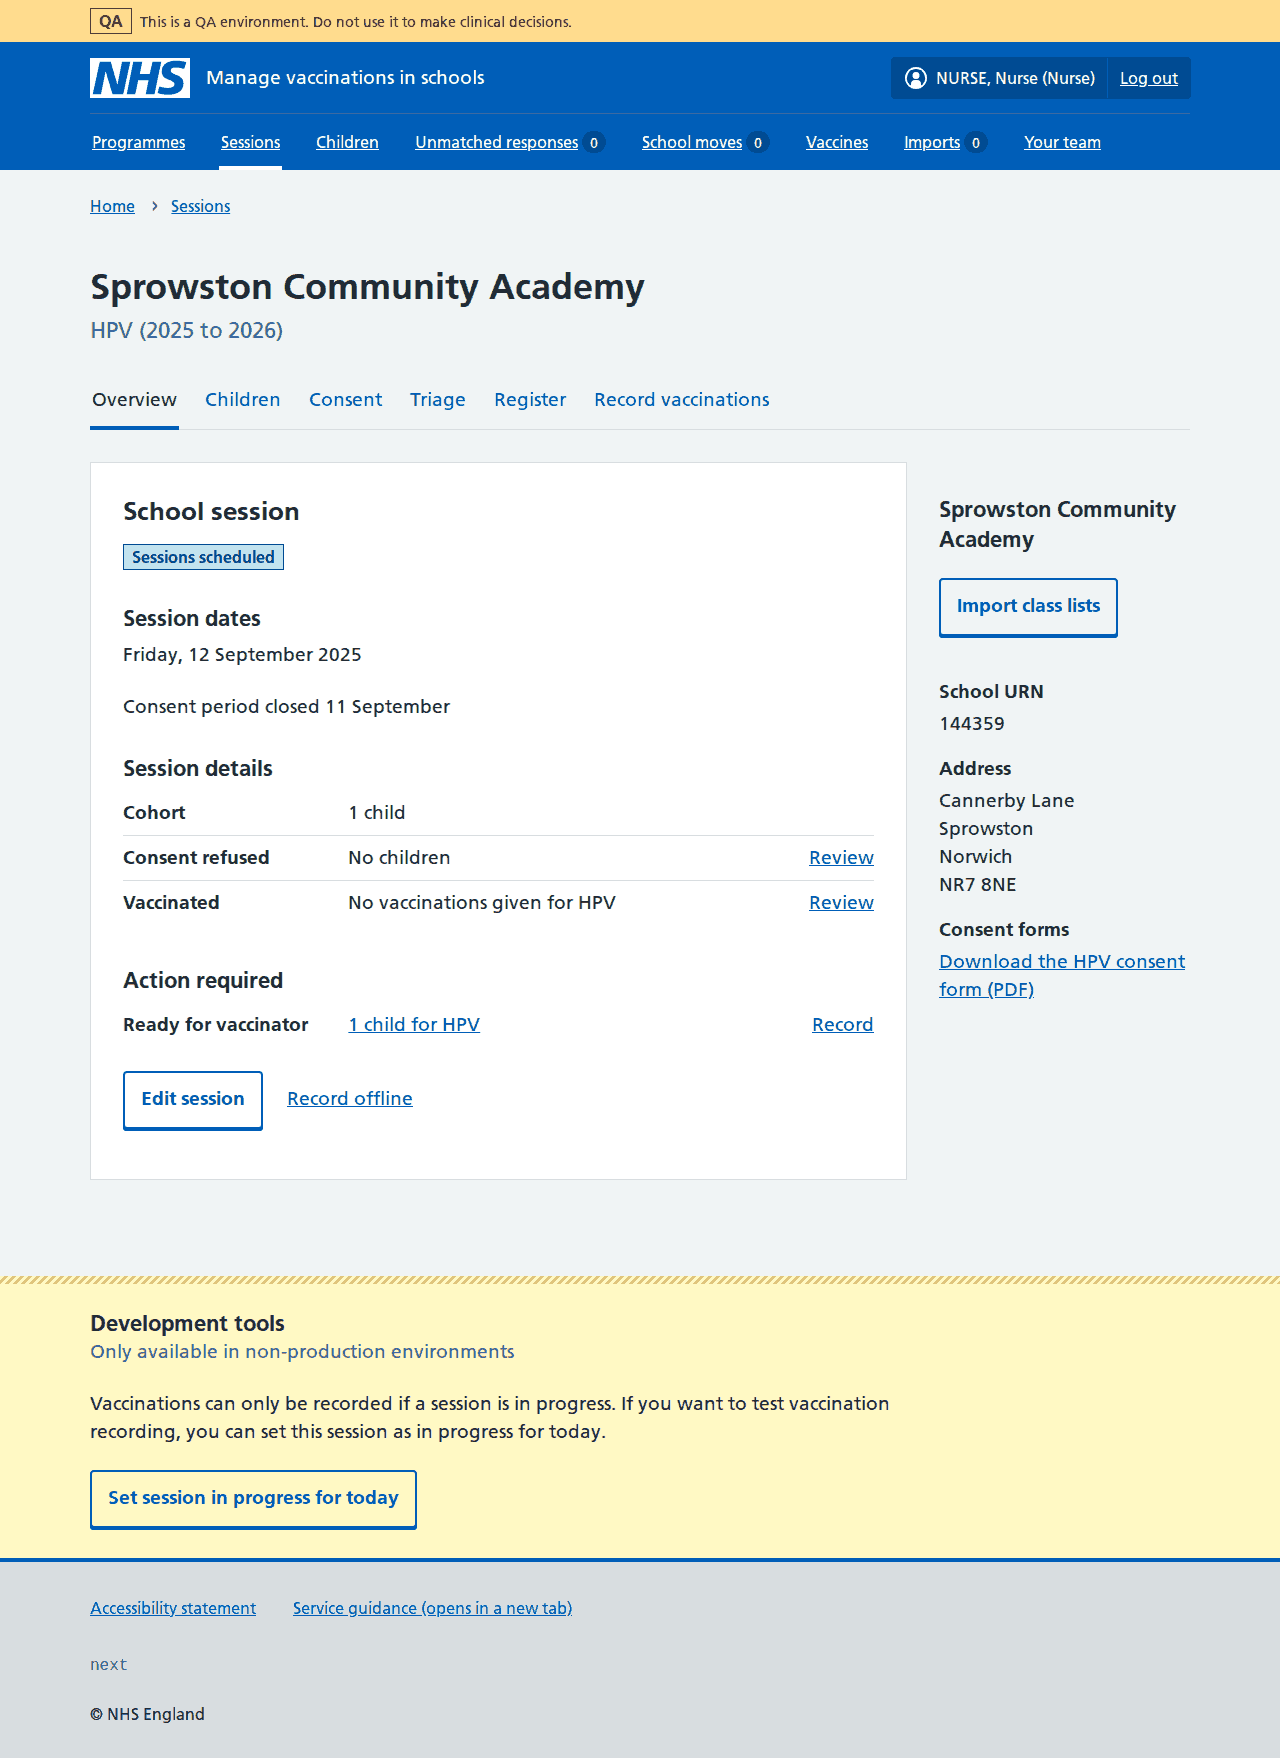 QA This is a QA environment. Do not use it to make clinical decisions.
NHS Manage vaccinations in schools NURSE, Nurse (Nurse) Log out
Programmes Sessions Children Unmatched responses 0 School moves 0 Vaccines Imports 0 Your team
Home › Sessions
Sprowston Community Academy
HPV (2025 to 2026)
Overview Children Consent Triage Register Record vaccinations
School session
Sessions scheduled
Session dates
Friday, 12 September 2025
Consent period closed 11 September
Session details
Cohort 1 child
Consent refused No children Review
Vaccinated No vaccinations given for HPV Review
Action required
Ready for vaccinator 1 child for HPV Record
Edit session Record offline
Sprowston Community
Academy
Import class lists
School URN
144359
Address
Cannerby Lane
Sprowston
Norwich
NR7 8NE
Consent forms
Download the HPV consent
form (PDF)
Development tools
Only available in non-production environments
Vaccinations can only be recorded if a session is in progress. If you want to test vaccination
recording, you can set this session as in progress for today.
Set session in progress for today
Accessibility statement Service guidance (opens in a new tab)
next
© NHS England